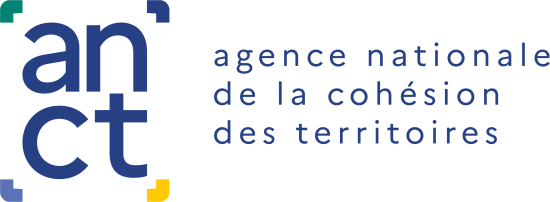 an
ct
agence nationale
de la cohésion
des territoires